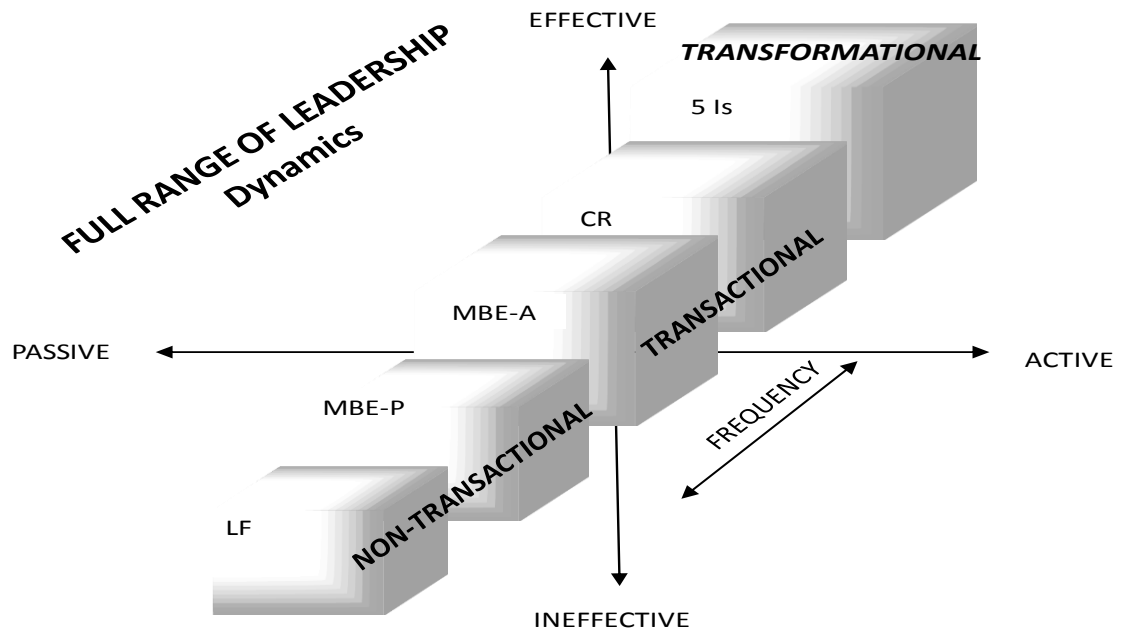 EFFECTIVE
FULL RANGE OF LEADERSHIP
Dynamics
TRANSFORMATIONAL
5 Is
CR
MBE-A
TRANSACTIONAL
PASSIVE
ACTIVE
FREQUENCY
MBE-P
NON-TRANSACTIONAL
LF
INEFFECTIVE